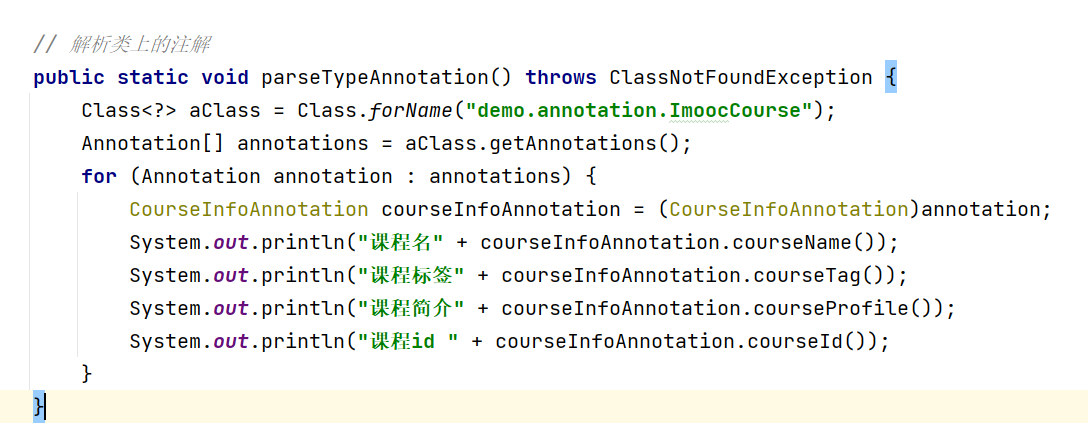 // 解析类上的注解
public static void parseTypeAnnotation() throws ClassNotFoundException {
    Class<?> aClass = Class.forName("demo.annotation.ImoocCourse");
    Annotation[] annotations = aClass.getAnnotations();
    for (Annotation annotation : annotations) {
        CourseInfoAnnotation courseInfoAnnotation = (CourseInfoAnnotation)annotation;
        System.out.println("课程名" + courseInfoAnnotation.courseName());
        System.out.println("课程标签" + courseInfoAnnotation.courseTag());
        System.out.println("课程简介" + courseInfoAnnotation.courseProfile());
        System.out.println("课程id " + courseInfoAnnotation.courseId());
    }
}